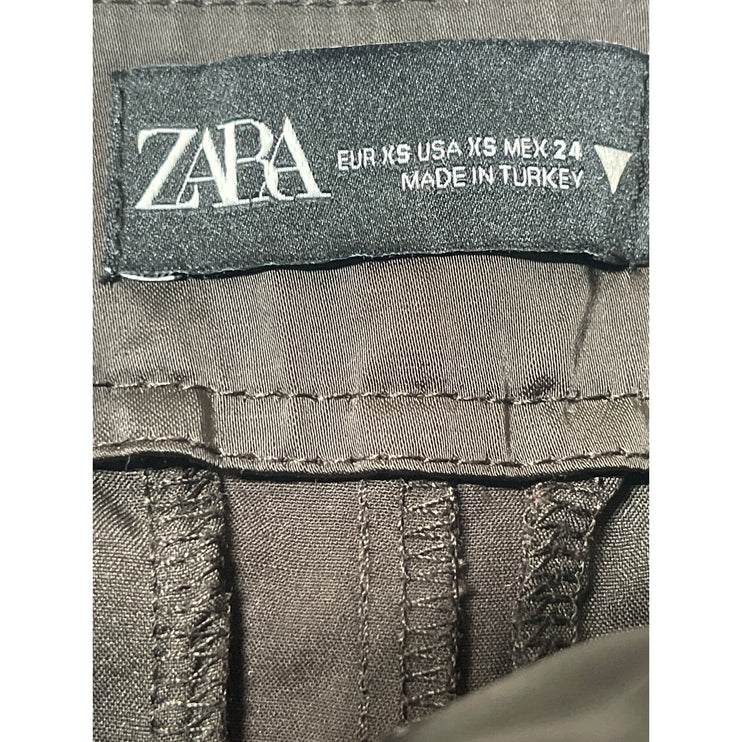 ZARA
EUR XS USA XS MEX 24
MADE IN TURKEY